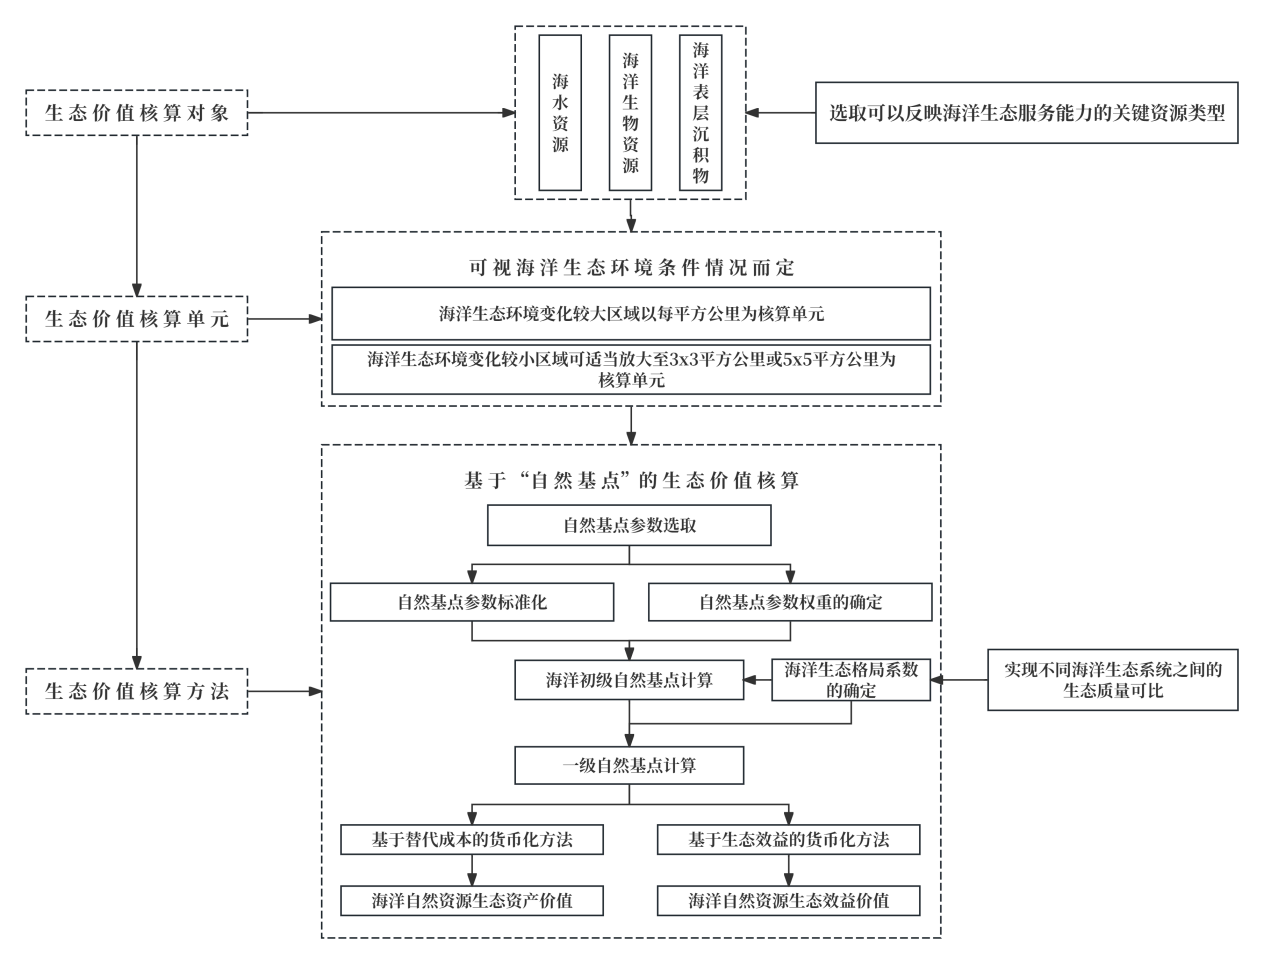 生态价值核算对象
海水资源
海洋生物资源
海洋表层沉积物
选取可以反映海洋生态服务能力的关键资源类型
可视海洋生态环境条件情况而定
生态价值核算单元
海洋生态环境变化较大区域以每平方公里为核算单元
海洋生态环境变化较小区域可适当放大至3x3平方公里或5x5平方公里为
核算单元
基于“自然基点”的生态价值核算
自然基点参数选取
自然基点参数标准化
自然基点参数权重的确定
生态价值核算方法
海洋初级自然基点计算
海洋生态格局系数
的确定
实现不同海洋生态系统之间的
生态质量可比
一级自然基点计算
基于替代成本的货币化方法
基于生态效益的货币化方法
海洋自然资源生态资产价值
海洋自然资源生态效益价值